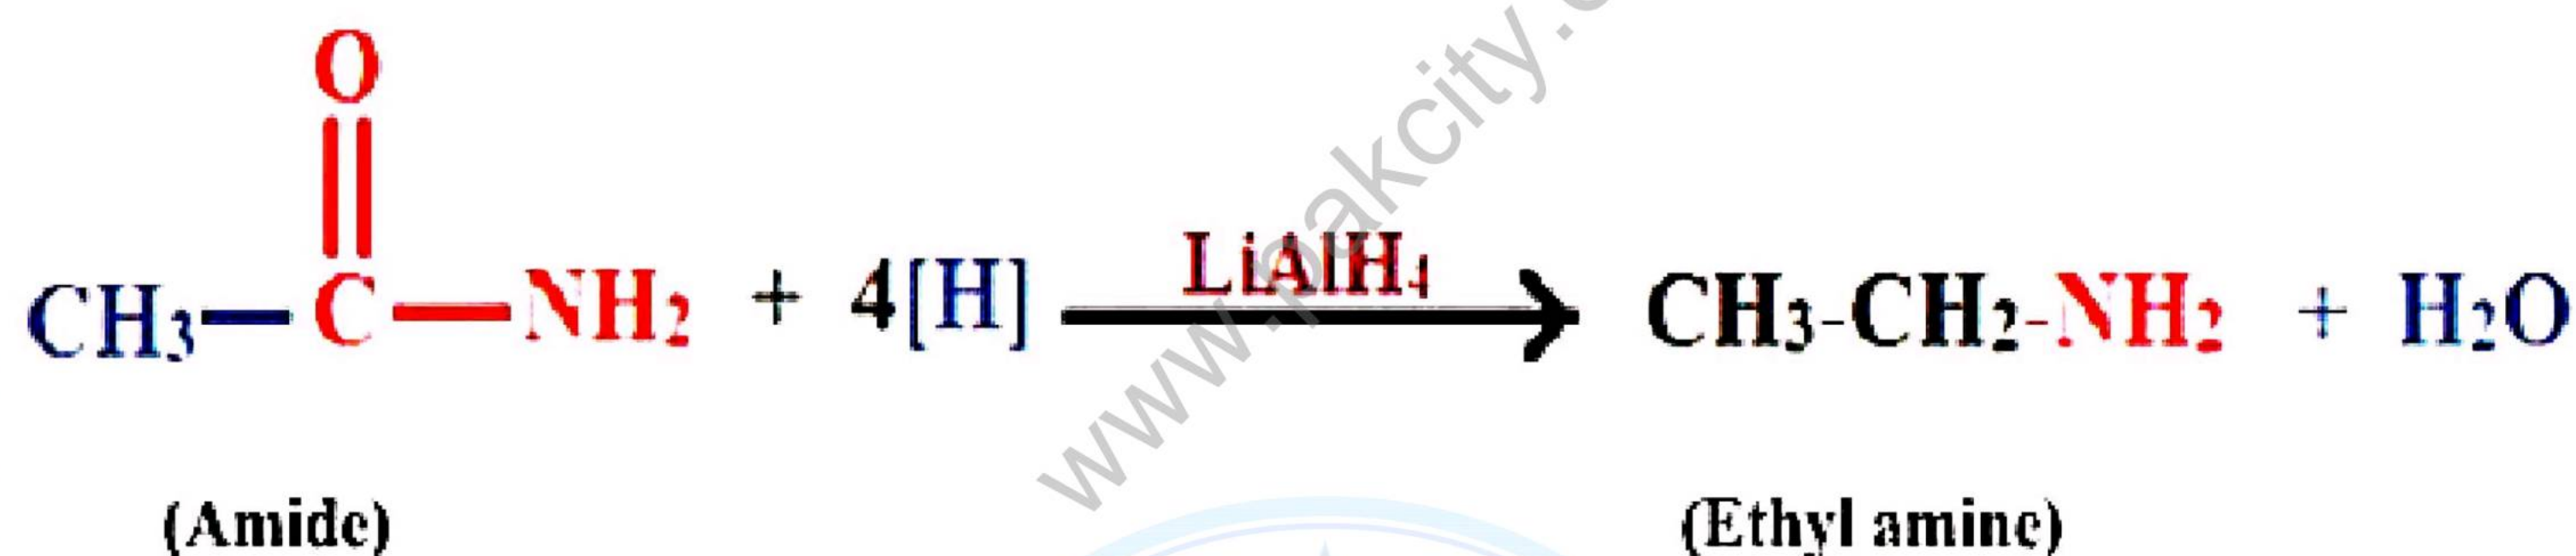 O
CH₃—C—NH₂ + 4[H] LiAlH₄ CH₃-CH₂-NH₂ + H₂O
(Amide) (Ethyl amine)
www.pakcity.